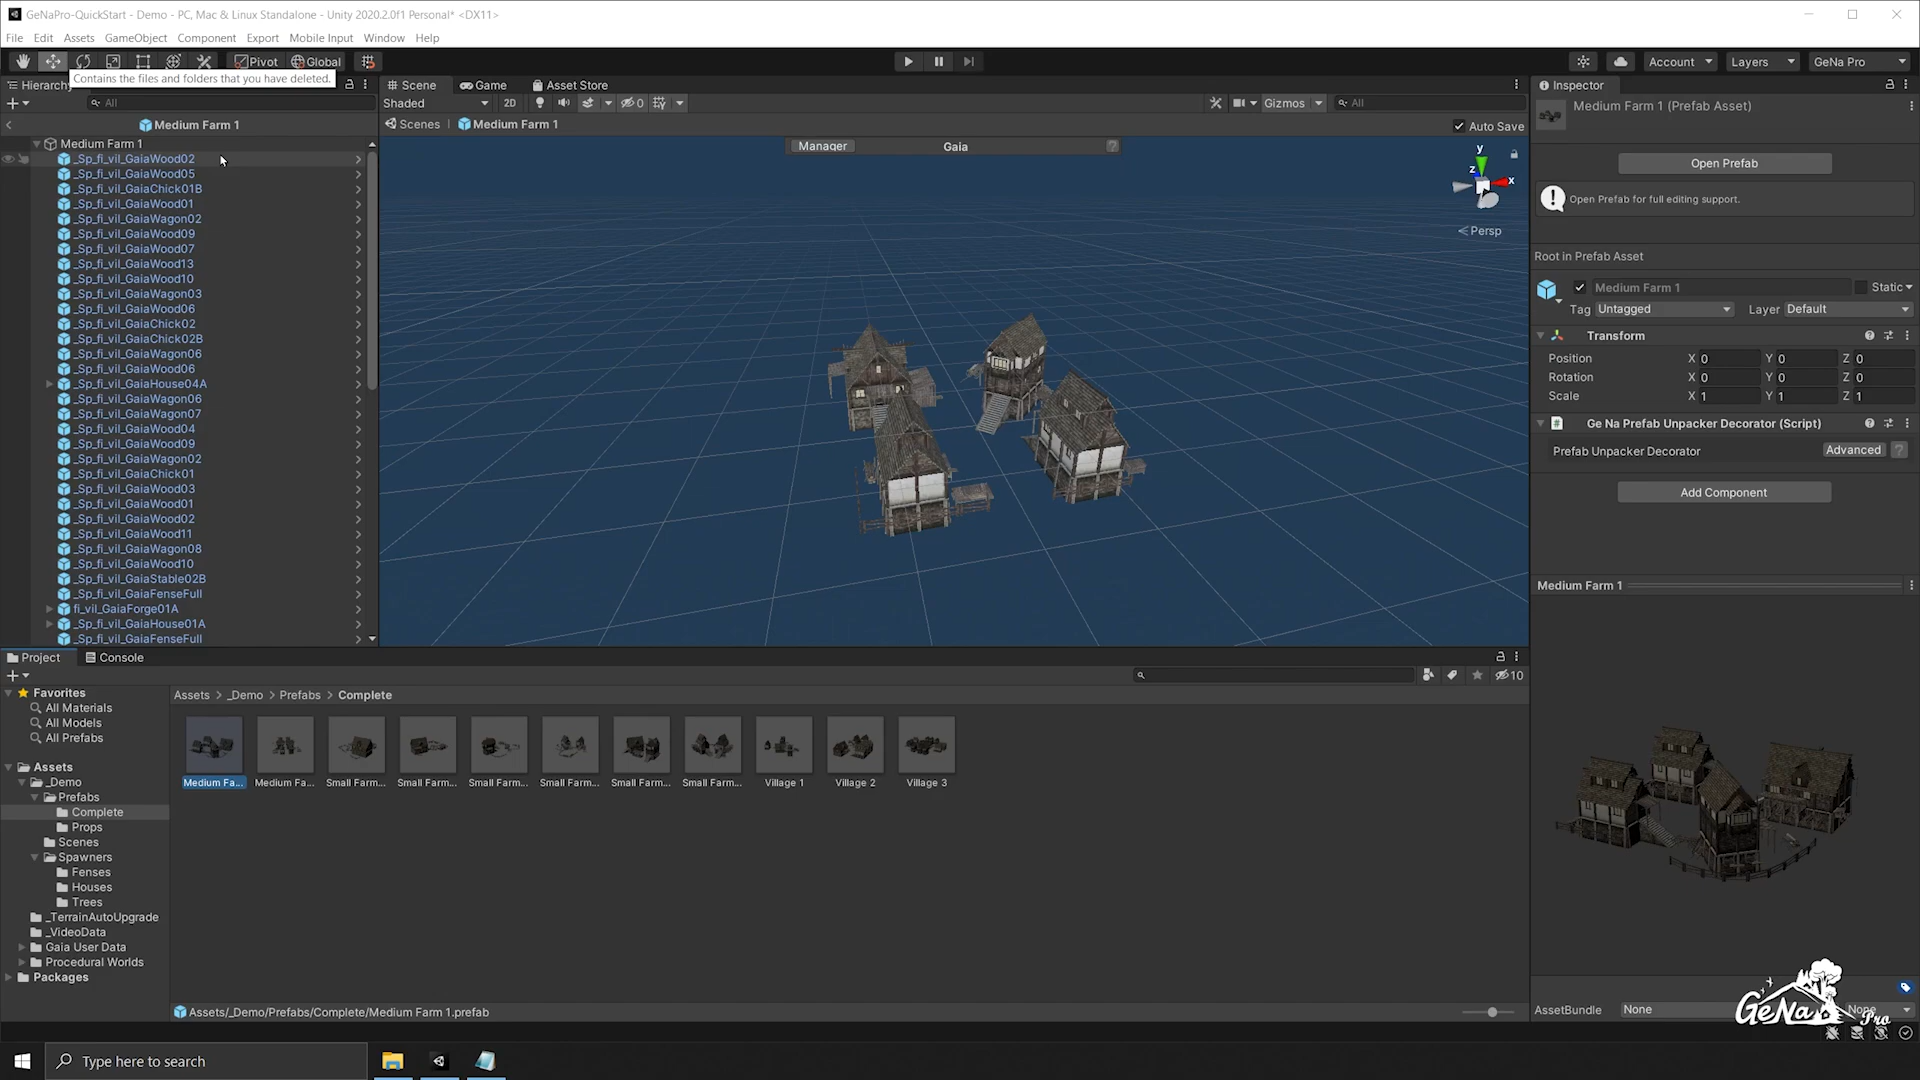 GeNaPro-QuickStart - Demo - PC, Mac & Linux Standalone - Unity 2020.2.0f1 Personal* <DX11>
File Edit Assets GameObject Component Export Mobile Input Window Help
Pivot Global Account Layers GeNa Pro
Contains the files and folders that you have deleted.
Hierarchy
All
Medium Farm 1
Medium Farm 1
_Sp_fi_vil_GaiaWood02
_Sp_fi_vil_GaiaWood05
_Sp_fi_vil_GaiaChick01B
_Sp_fi_vil_GaiaWood01
_Sp_fi_vil_GaiaWagon02
_Sp_fi_vil_GaiaWood09
_Sp_fi_vil_GaiaWood07
_Sp_fi_vil_GaiaWood13
_Sp_fi_vil_GaiaWood10
_Sp_fi_vil_GaiaWagon03
_Sp_fi_vil_GaiaWood06
_Sp_fi_vil_GaiaChick02
_Sp_fi_vil_GaiaChick02B
_Sp_fi_vil_GaiaWagon06
_Sp_fi_vil_GaiaWood06
_Sp_fi_vil_GaiaHouse04A
_Sp_fi_vil_GaiaWagon06
_Sp_fi_vil_GaiaWagon07
_Sp_fi_vil_GaiaWood04
_Sp_fi_vil_GaiaWood09
_Sp_fi_vil_GaiaWagon02
_Sp_fi_vil_GaiaChick01
_Sp_fi_vil_GaiaWood03
_Sp_fi_vil_GaiaWood01
_Sp_fi_vil_GaiaWood02
_Sp_fi_vil_GaiaWood11
_Sp_fi_vil_GaiaWagon08
_Sp_fi_vil_GaiaWood10
_Sp_fi_vil_GaiaStable02B
_Sp_fi_vil_GaiaFenseFull
fi_vil_GaiaForge01A
_Sp_fi_vil_GaiaHouse01A
_Sp_fi_vil_GaiaFenseFull
Scene Game Asset Store
Shaded 2D 0 Gizmos All
Scenes Medium Farm 1 Auto Save
Manager Gaia ?
y
z x
Persp
Inspector
Medium Farm 1 (Prefab Asset)
Open Prefab
Open Prefab for full editing support.
Root in Prefab Asset
Medium Farm 1 Static
Tag Untagged Layer Default
Transform
Position X 0 Y 0 Z 0
Rotation X 0 Y 0 Z 0
Scale X 1 Y 1 Z 1
Ge Na Prefab Unpacker Decorator (Script)
Prefab Unpacker Decorator Advanced ?
Add Component
Medium Farm 1
AssetBundle None None
GeNa Pro
Project Console
10
Favorites
All Materials
All Models
All Prefabs
Assets
_Demo
Prefabs
Complete
Props
Scenes
Spawners
Fenses
Houses
Trees
_TerrainAutoUpgrade
_VideoData
Gaia User Data
Procedural Worlds
Packages
Assets > _Demo > Prefabs > Complete
Medium Fa... Medium Fa... Small Farm... Small Farm... Small Farm... Small Farm... Small Farm... Small Farm... Village 1 Village 2 Village 3
Assets/_Demo/Prefabs/Complete/Medium Farm 1.prefab
Type here to search